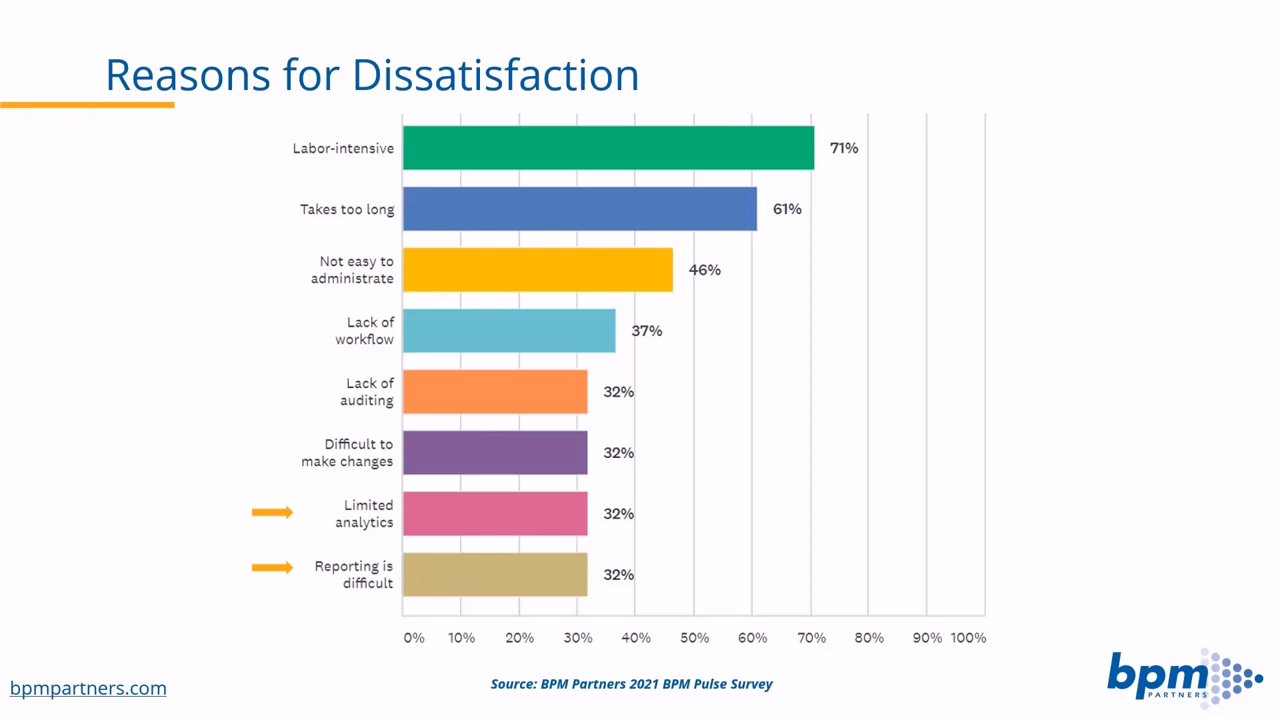 Reasons for Dissatisfaction
Labor-intensive
71%
Takes too long
61%
Not easy to
administrate
46%
Lack of
workflow
37%
Lack of
auditing
32%
Difficult to
make changes
32%
Limited
analytics
32%
Reporting is
difficult
32%
0% 10% 20% 30% 40% 50% 60% 70% 80% 90% 100%
bpmpartners.com
Source: BPM Partners 2021 BPM Pulse Survey
bpm
PARTNERS